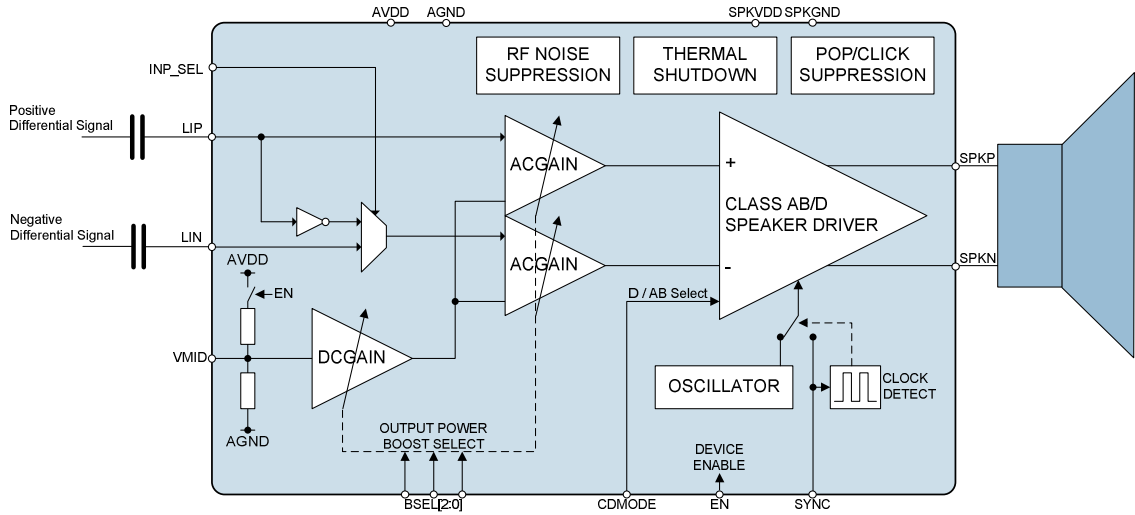 AVDD
AGND
SPKVDD
SPKGND
RF NOISE
SUPPRESSION
THERMAL
SHUTDOWN
POP/CLICK
SUPPRESSION
INP_SEL
Positive
Differential Signal
LIP
ACGAIN
SPKP
+
CLASS AB/D
SPEAKER DRIVER
Negative
Differential Signal
LIN
ACGAIN
-
SPKN
AVDD
EN
D / AB Select
VMID
DCGAIN
OSCILLATOR
CLOCK
DETECT
AGND
OUTPUT POWER
BOOST SELECT
DEVICE
ENABLE
BSEL[2:0]
CDMODE
EN
SYNC